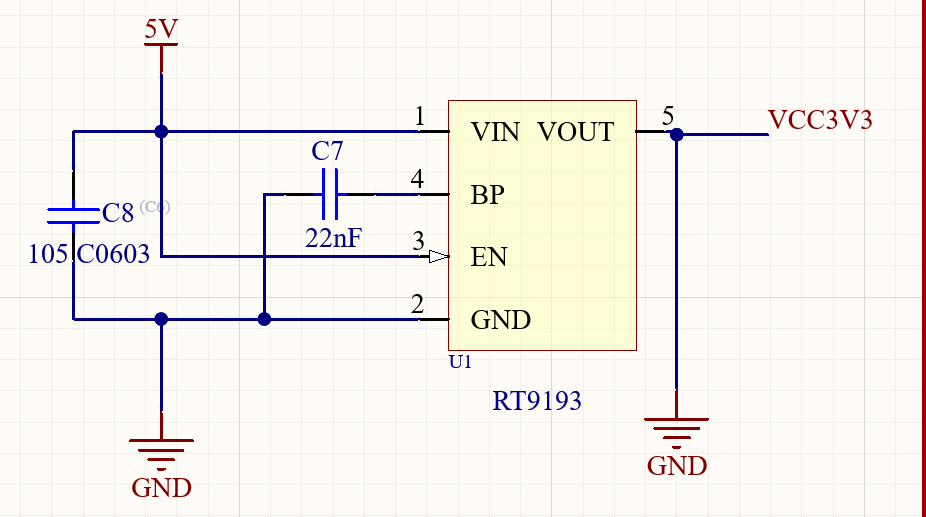 5V
1
VIN VOUT
5
VCC3V3
C7
4
BP
C8 (C6)
22nF
3
EN
105 C0603
2
GND
U1
RT9193
GND
GND